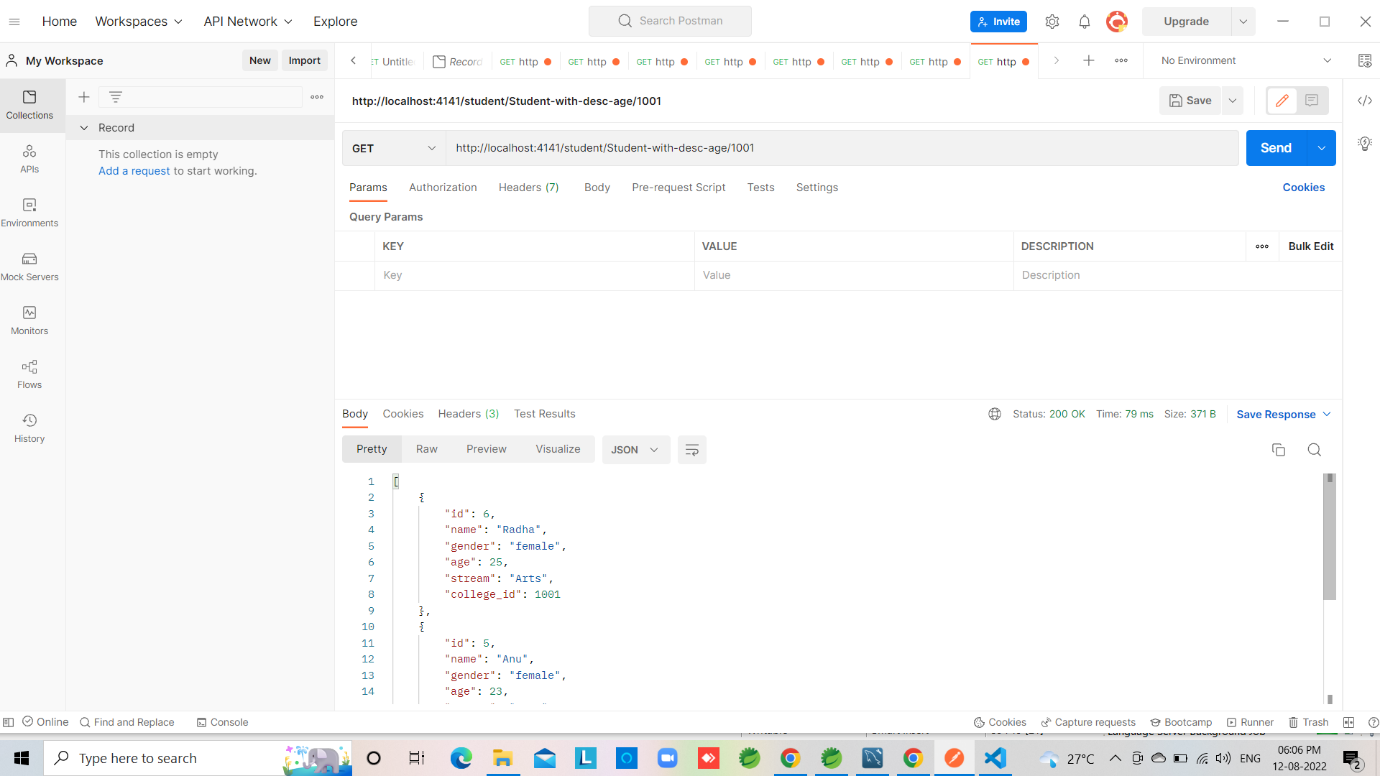 Home Workspaces API Network Explore Search Postman Invite Upgrade
My Workspace New Import Untitle Record GET http GET http GET http GET http GET http GET http GET http GET http No Environment
Collections
APIs
Environments
Mock Servers
Monitors
Flows
History
Record
This collection is empty
Add a request to start working.
http://localhost:4141/student/Student-with-desc-age/1001 Save
GET http://localhost:4141/student/Student-with-desc-age/1001 Send
Params Authorization Headers (7) Body Pre-request Script Tests Settings Cookies
Query Params
KEY VALUE DESCRIPTION Bulk Edit
Key Value Description
Body Cookies Headers (3) Test Results Status: 200 OK Time: 79 ms Size: 371 B Save Response
Pretty Raw Preview Visualize JSON
1 [
2 {
3 "id": 6,
4 "name": "Radha",
5 "gender": "female",
6 "age": 25,
7 "stream": "Arts",
8 "college_id": 1001
9 },
10 {
11 "id": 5,
12 "name": "Anu",
13 "gender": "female",
14 "age": 23,
Online Find and Replace Console Cookies Capture requests Bootcamp Runner Trash
Type here to search 27°C ENG 06:06 PM
12-08-2022 2